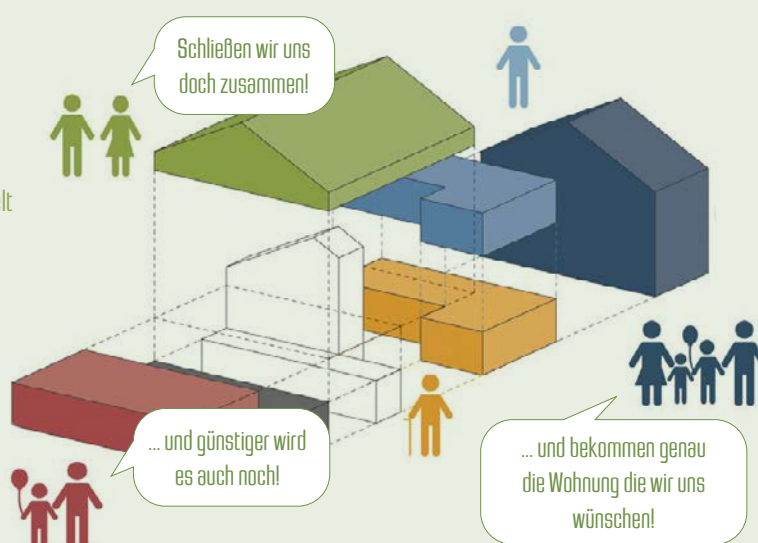 Schließen wir uns
doch zusammen!
... und günstiger wird
es auch noch!
... und bekommen genau
die Wohnung die wir uns
wünschen!